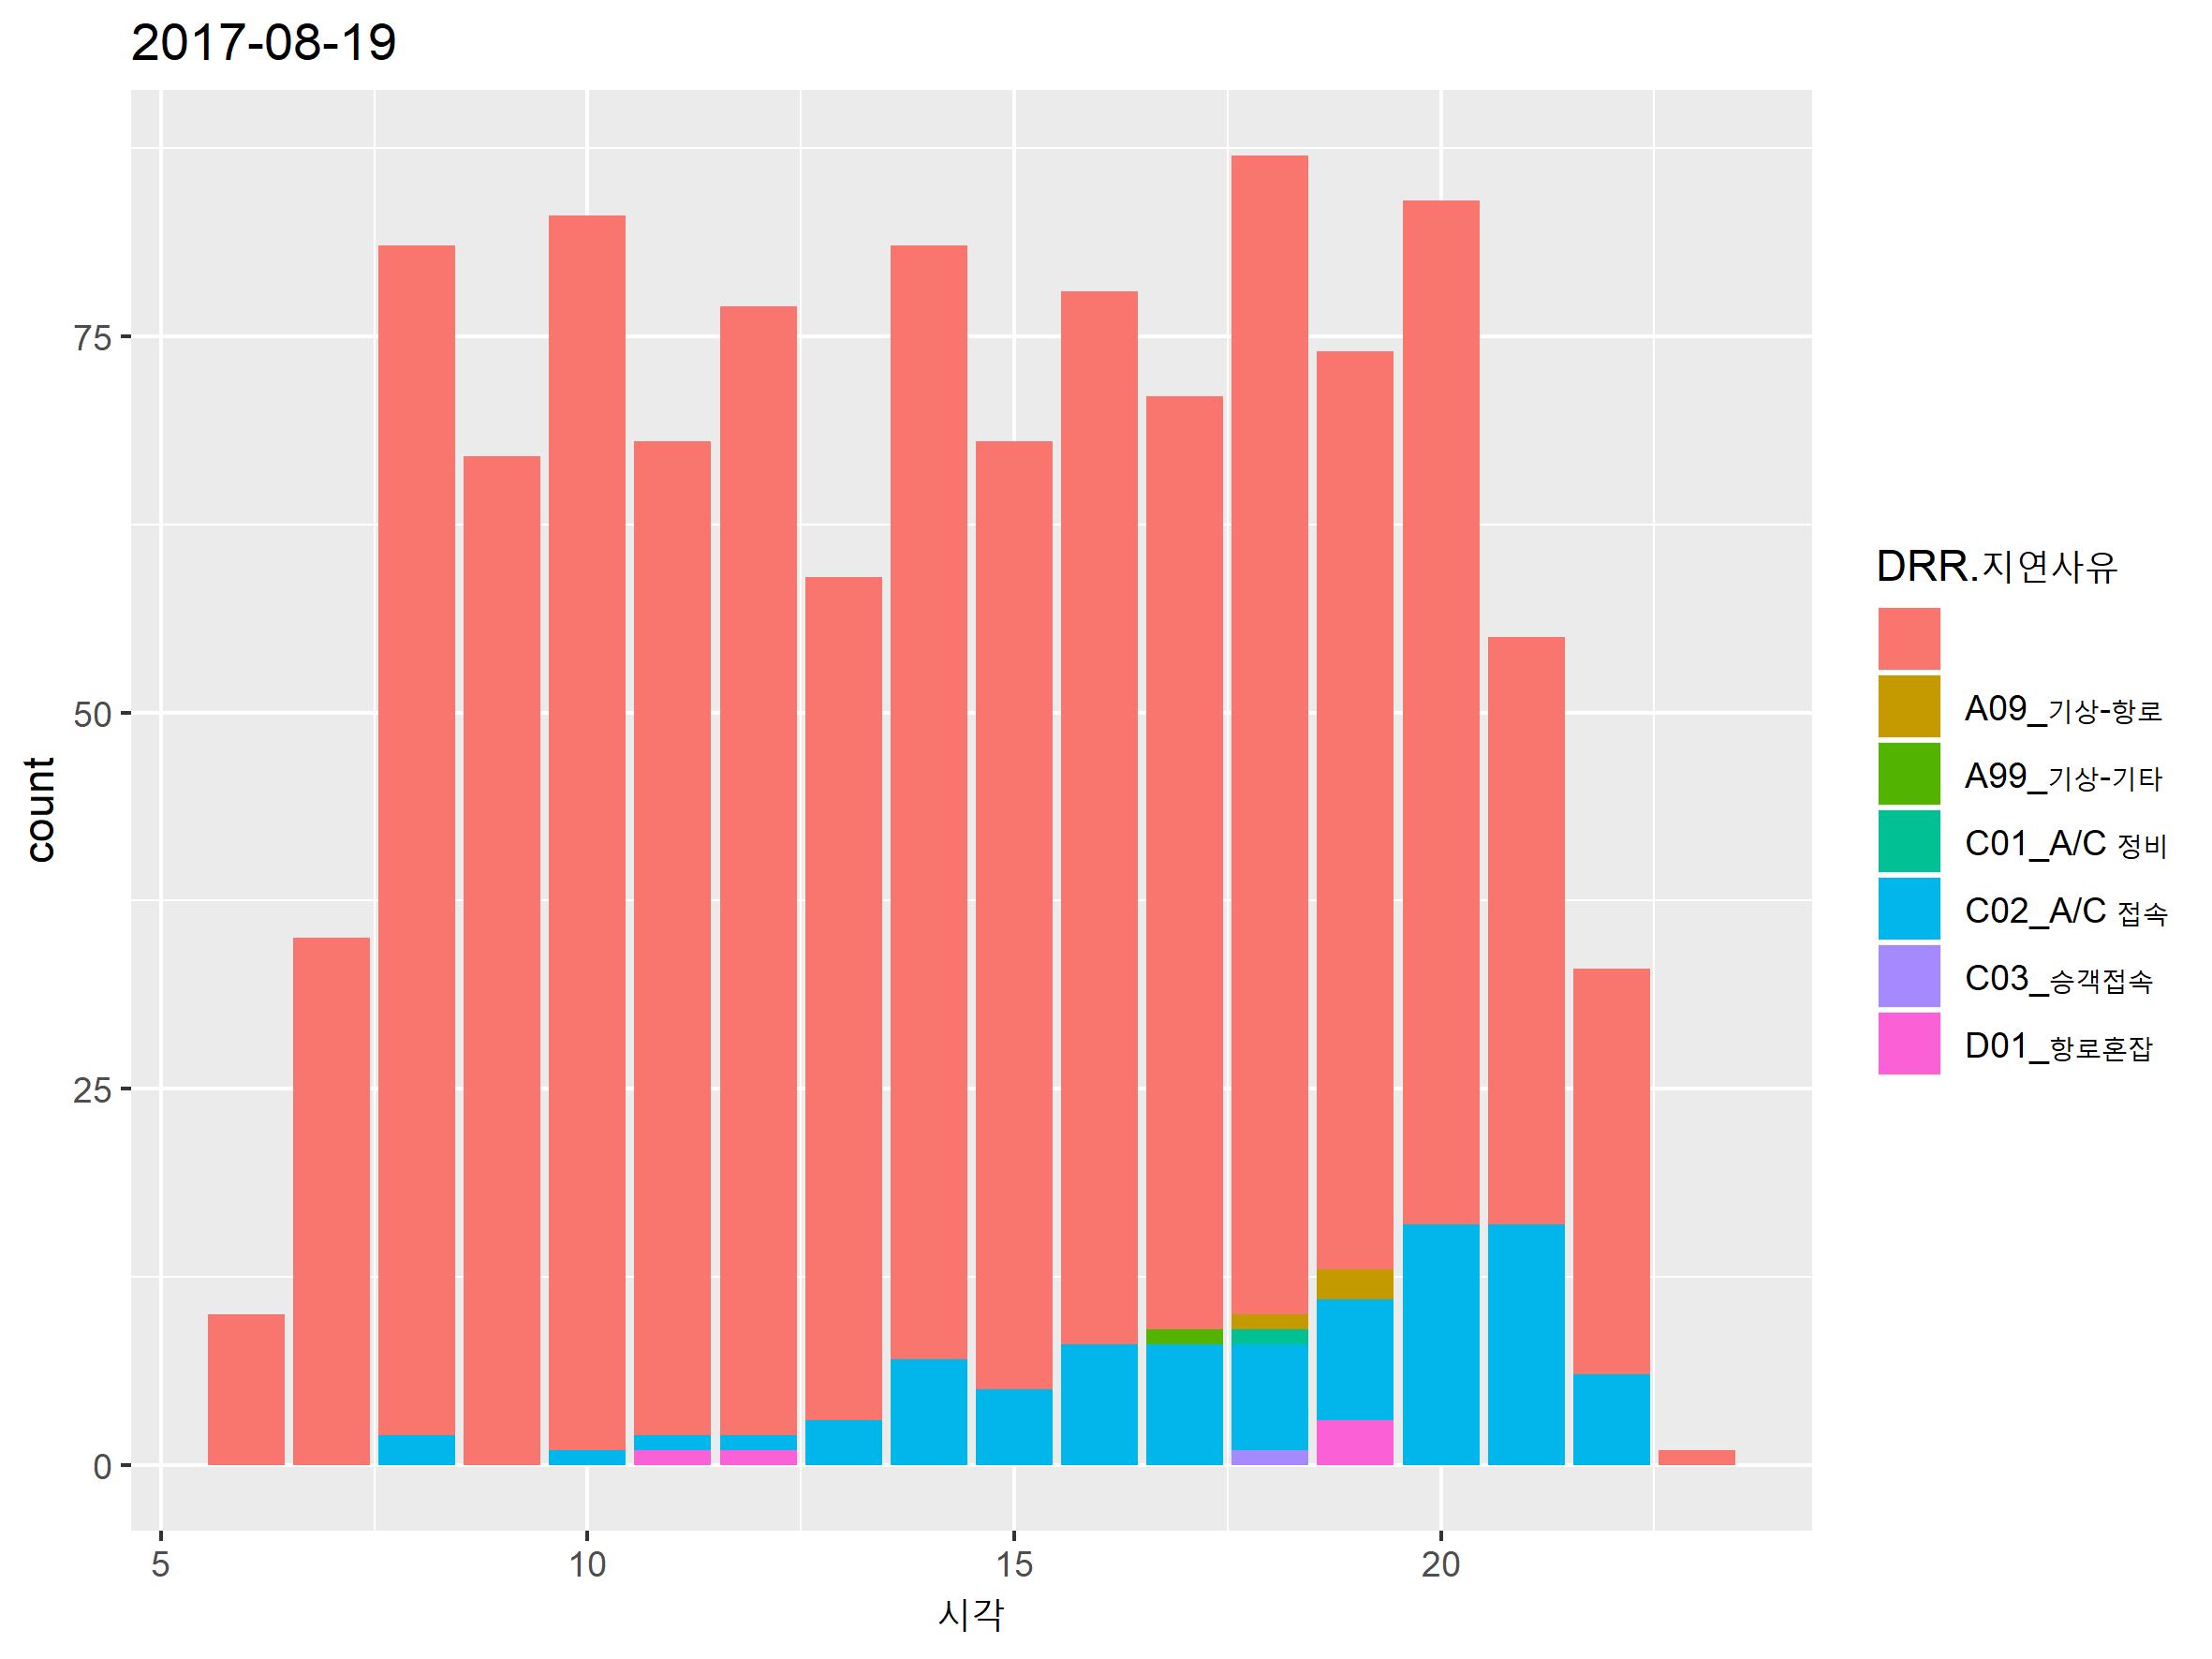 2017-08-19
75
50
25
0
count
5 10 15 20
시각
DRR.지연사유
A09_기상-항로
A99_기상-기타
C01_A/C 정비
C02_A/C 접속
C03_승객접속
D01_항로혼잡